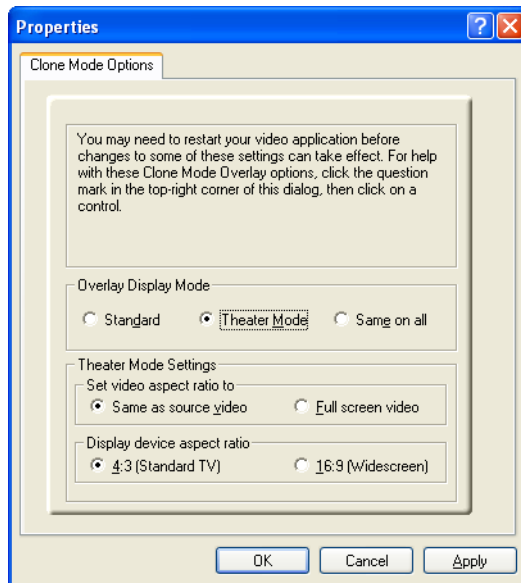 Properties
Clone Mode Options
You may need to restart your video application before
changes to some of these settings can take effect. For help
with these Clone Mode Overlay options, click the question
mark in the top-right corner of this dialog, then click on a
control.
Overlay Display Mode
Standard Theater Mode Same on all
Theater Mode Settings
Set video aspect ratio to
Same as source video Full screen video
Display device aspect ratio
4:3 (Standard TV) 16:9 (Widescreen)
OK Cancel Apply